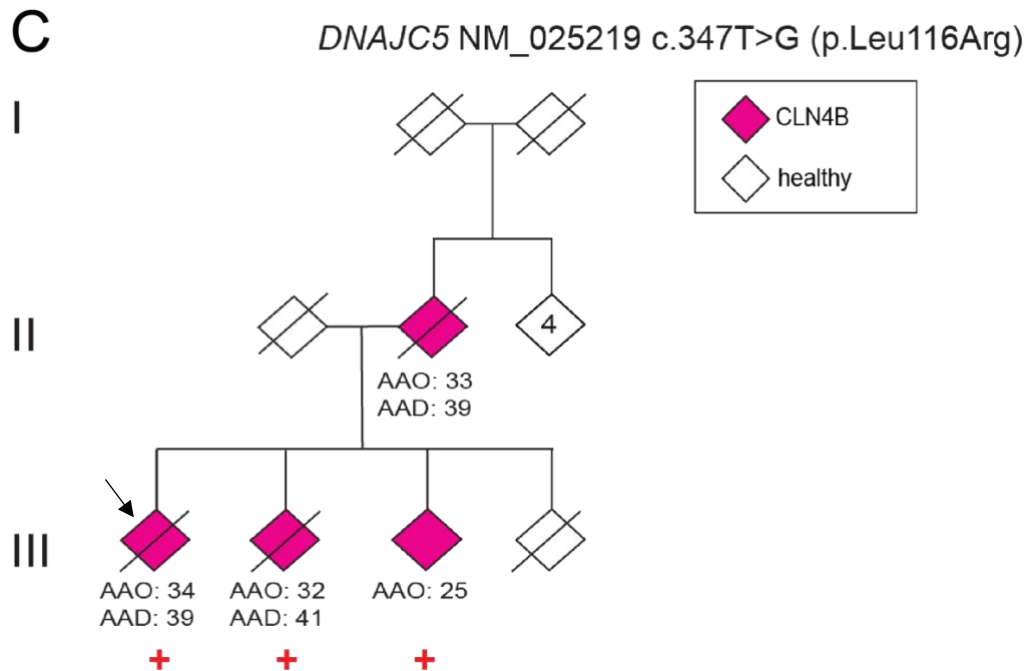 C
DNAJC5 NM_025219 c.347T>G (p.Leu116Arg)
I
CLN4B
healthy
II
4
AAO: 33
AAD: 39
III
AAO: 34
AAD: 39
AAO: 32
AAD: 41
AAO: 25
+ + +